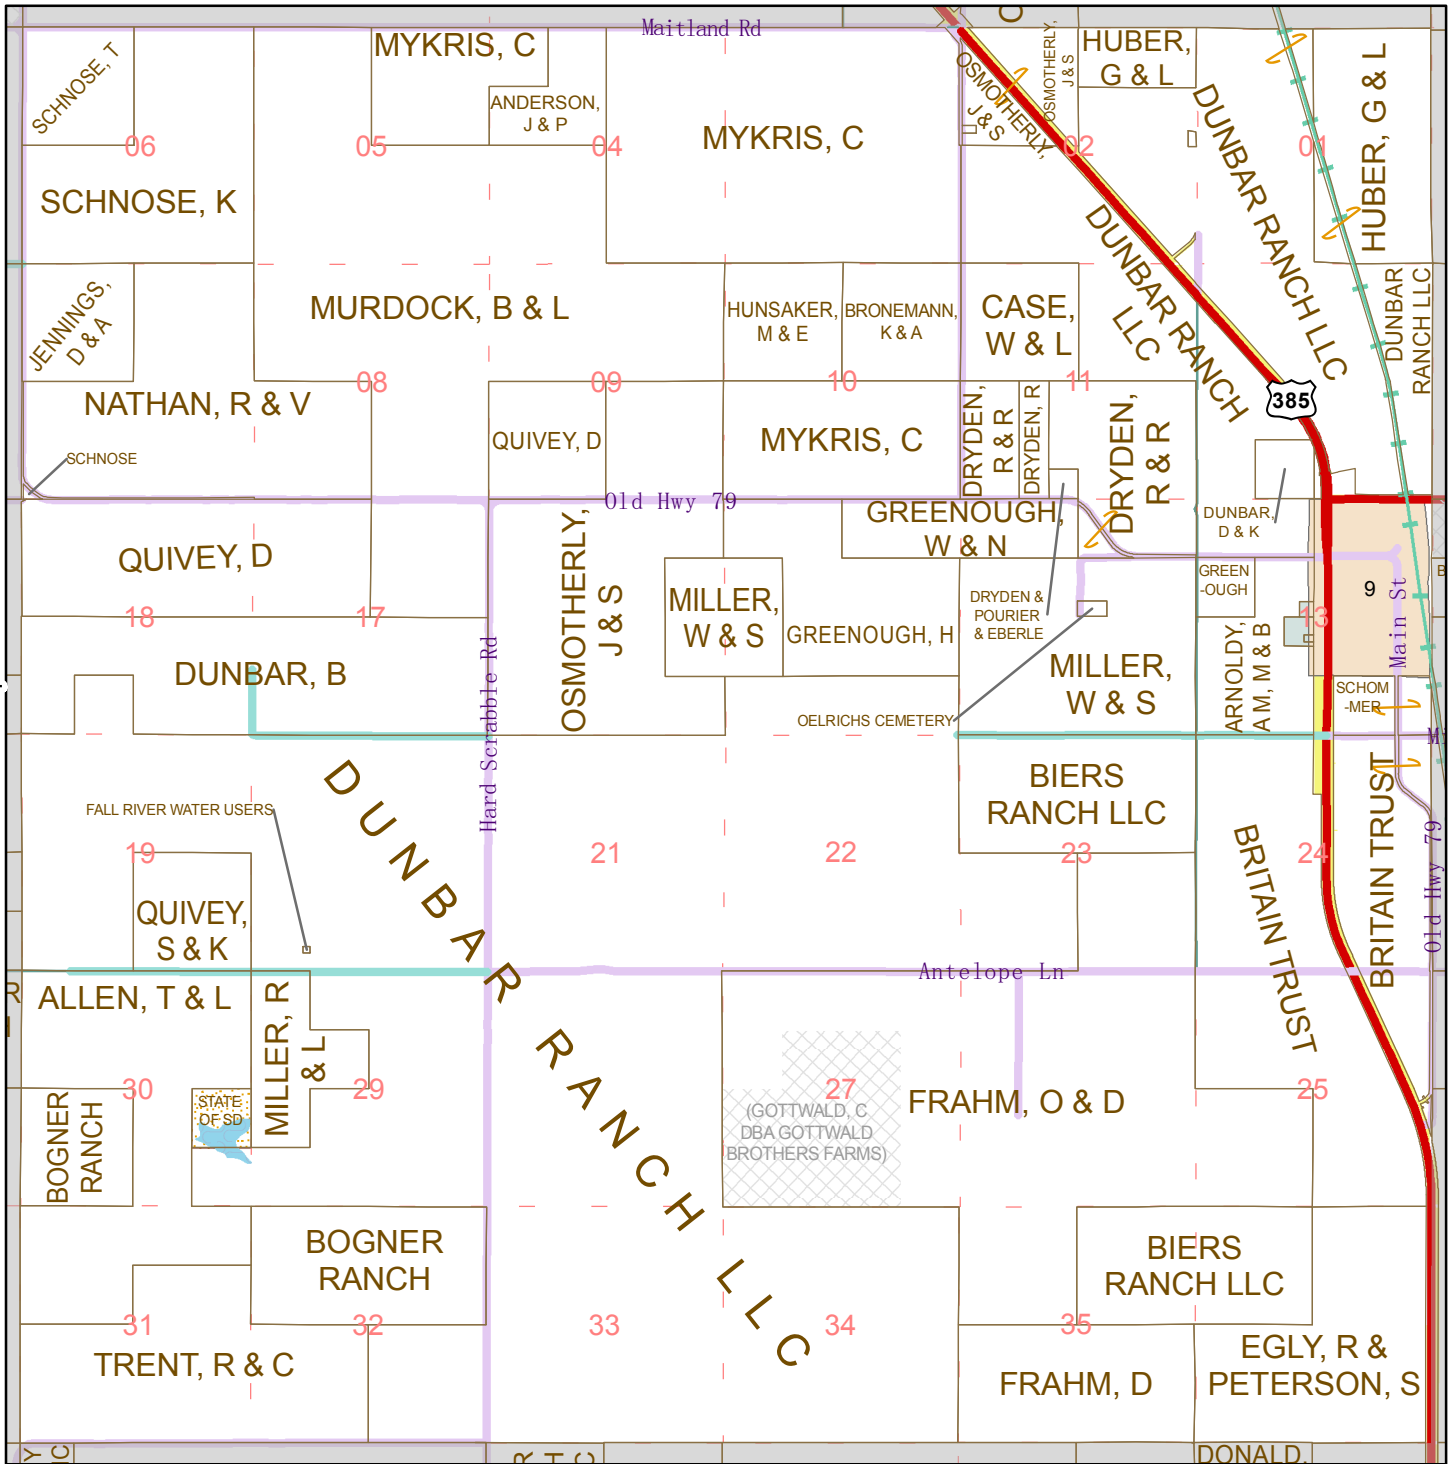 Maitland Rd
SCHNOSE, T
MYKRIS, C
ANDERSON,
J & P
MYKRIS, C
OSMOTHERLY,
J & S
OSMOTHERLY,
J & S
HUBER,
G & L
HUBER, G & L
06
05
04
02
01
SCHNOSE, K
DUNBAR RANCH LLC
DUNBAR RANCH
LLC
DUNBAR
RANCH LLC
JENNINGS,
D & A
MURDOCK, B & L
HUNSAKER,
M & E
BRONEMANN,
K & A
CASE,
W & L
08
09
10
11
385
NATHAN, R & V
QUIVEY, D
MYKRIS, C
DRYDEN,
R & R
DRYDEN, R
DRYDEN,
R & R
SCHNOSE
Old Hwy 79
GREENOUGH,
W & N
DUNBAR,
D & K
QUIVEY, D
OSMOTHERLY,
J & S
MILLER,
W & S
GREENOUGH, H
DRYDEN &
POURIER
& EBERLE
GREEN
-OUGH
9
B
18
17
13
Main St
Hard Scrabble Rd
DUNBAR, B
MILLER,
W & S
ARNOLDY,
A M, M & B
SCHOM
-MER
OELRICHS CEMETERY
M
DUNBAR RANCH LLC
BIERS
RANCH LLC
BRITAIN TRUST
BRITAIN TRUST
Old Hwy 79
FALL RIVER WATER USERS
19
21
22
23
24
QUIVEY,
S & K
Antelope Ln
R
ALLEN, T & L
MILLER, R
& L
30
29
27
25
BOGNER
RANCH
STATE
OF SD
(GOTTWALD, C
DBA GOTTWALD
BROTHERS FARMS)
FRAHM, O & D
BOGNER
RANCH
BIERS
RANCH LLC
31
32
33
34
35
TRENT, R & C
FRAHM, D
EGLY, R &
PETERSON, S
DONALD,